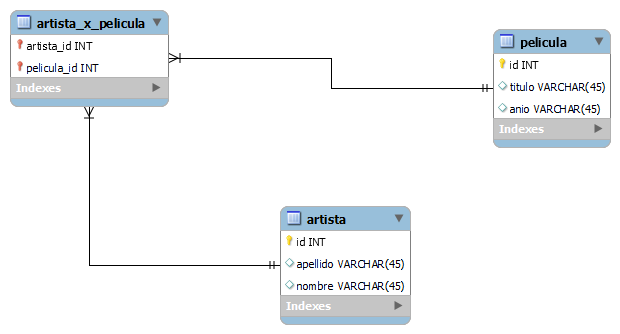 artista_x_pelicula
artista_id INT
pelicula_id INT
Indexes
pelicula
id INT
titulo VARCHAR(45)
anio VARCHAR(45)
Indexes
artista
id INT
apellido VARCHAR(45)
nombre VARCHAR(45)
Indexes